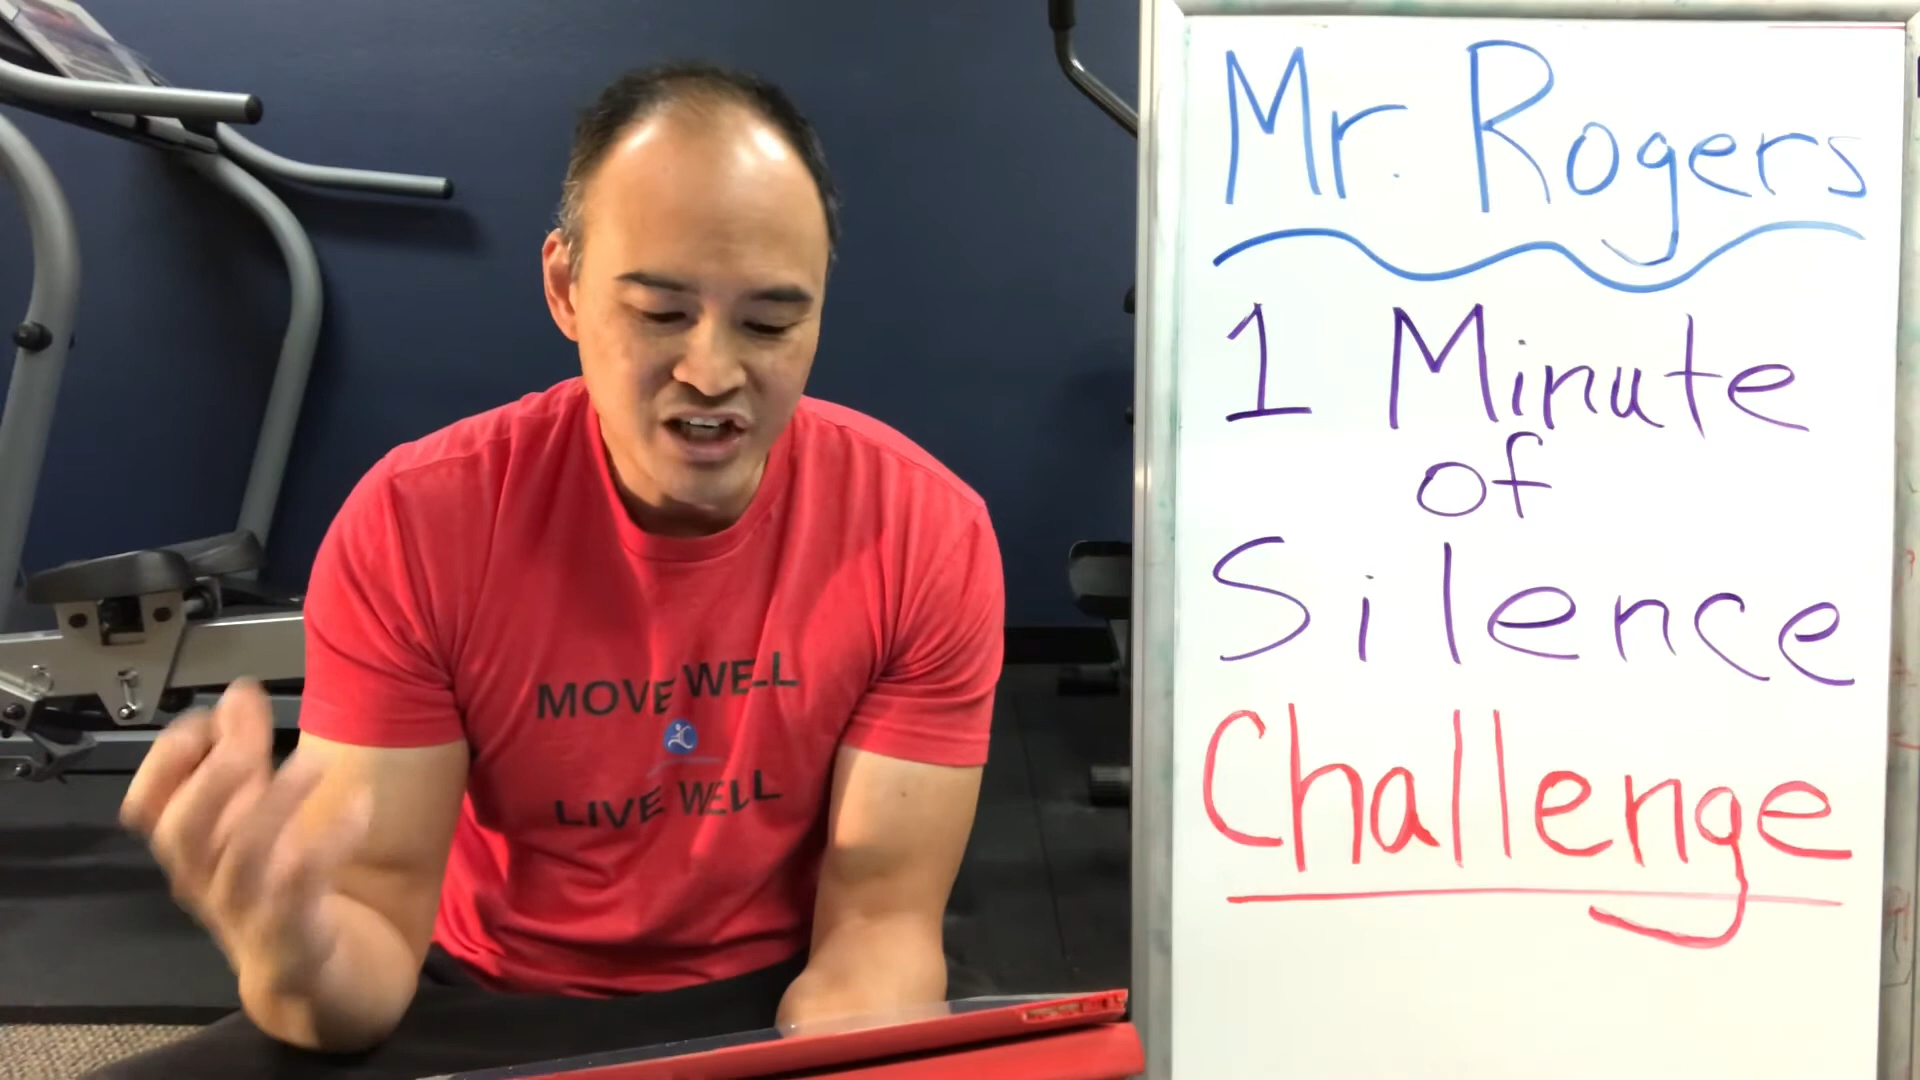 Mr. Rogers
1 Minute
of
Silence
Challenge
MOVE WELL
LIVE WELL